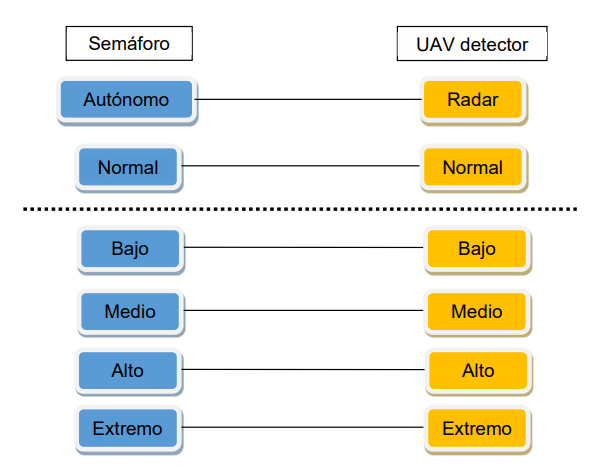 Semáforo
UAV detector
Autónomo
Radar
Normal
Normal
Bajo
Bajo
Medio
Medio
Alto
Alto
Extremo
Extremo